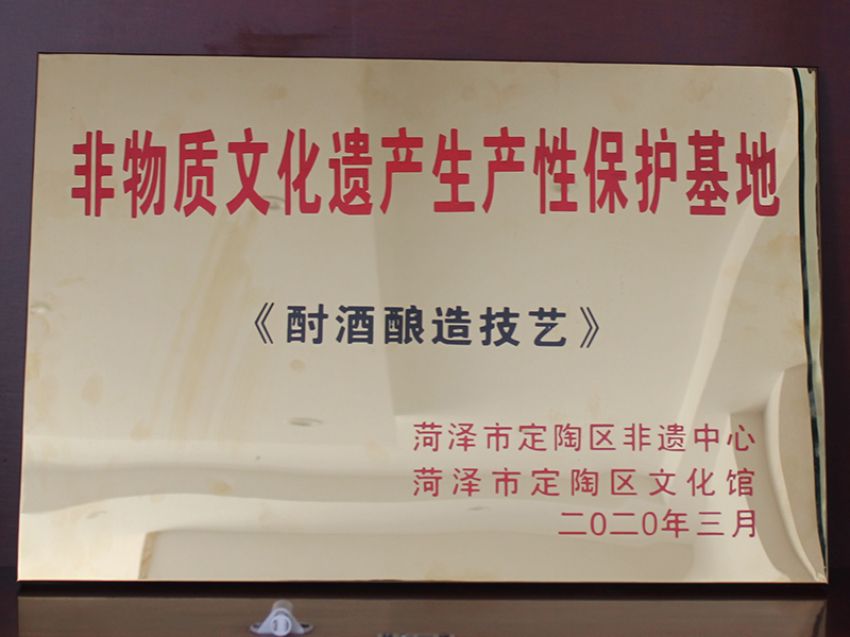 非物质文化遗产生产性保护基地
《酎酒酿造技艺》
菏泽市定陶区非遗中心
菏泽市定陶区文化馆
二0二0年三月